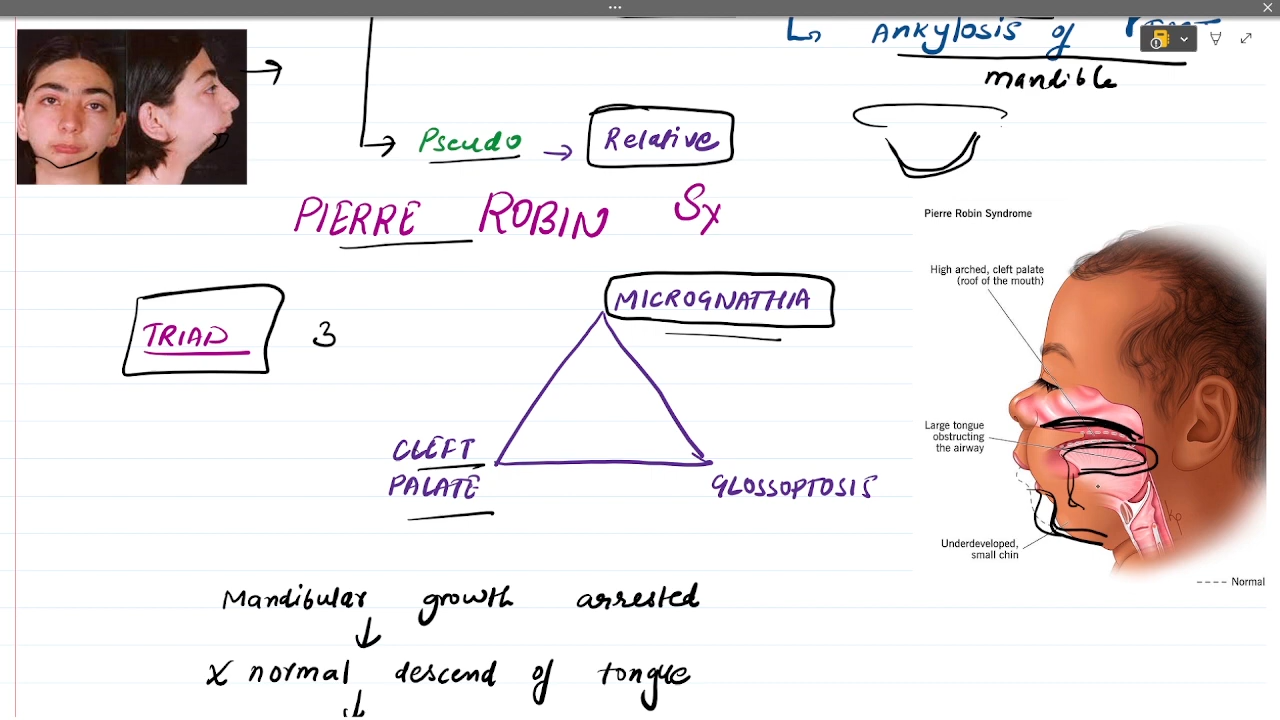 ↳ Ankylosis of
mandible
Pseudo → Relative
PIERRE ROBIN Sx
Pierre Robin Syndrome
High arched, cleft palate
(roof of the mouth)
MICROGNATHIA
TRIAD 3
CLEFT
PALATE
GLOSSOPTOSIS
Large tongue
obstructing
the airway
Underdeveloped,
small chin
---- Normal
Mandibular growth arrested
↓
X normal descend of tongue
↓